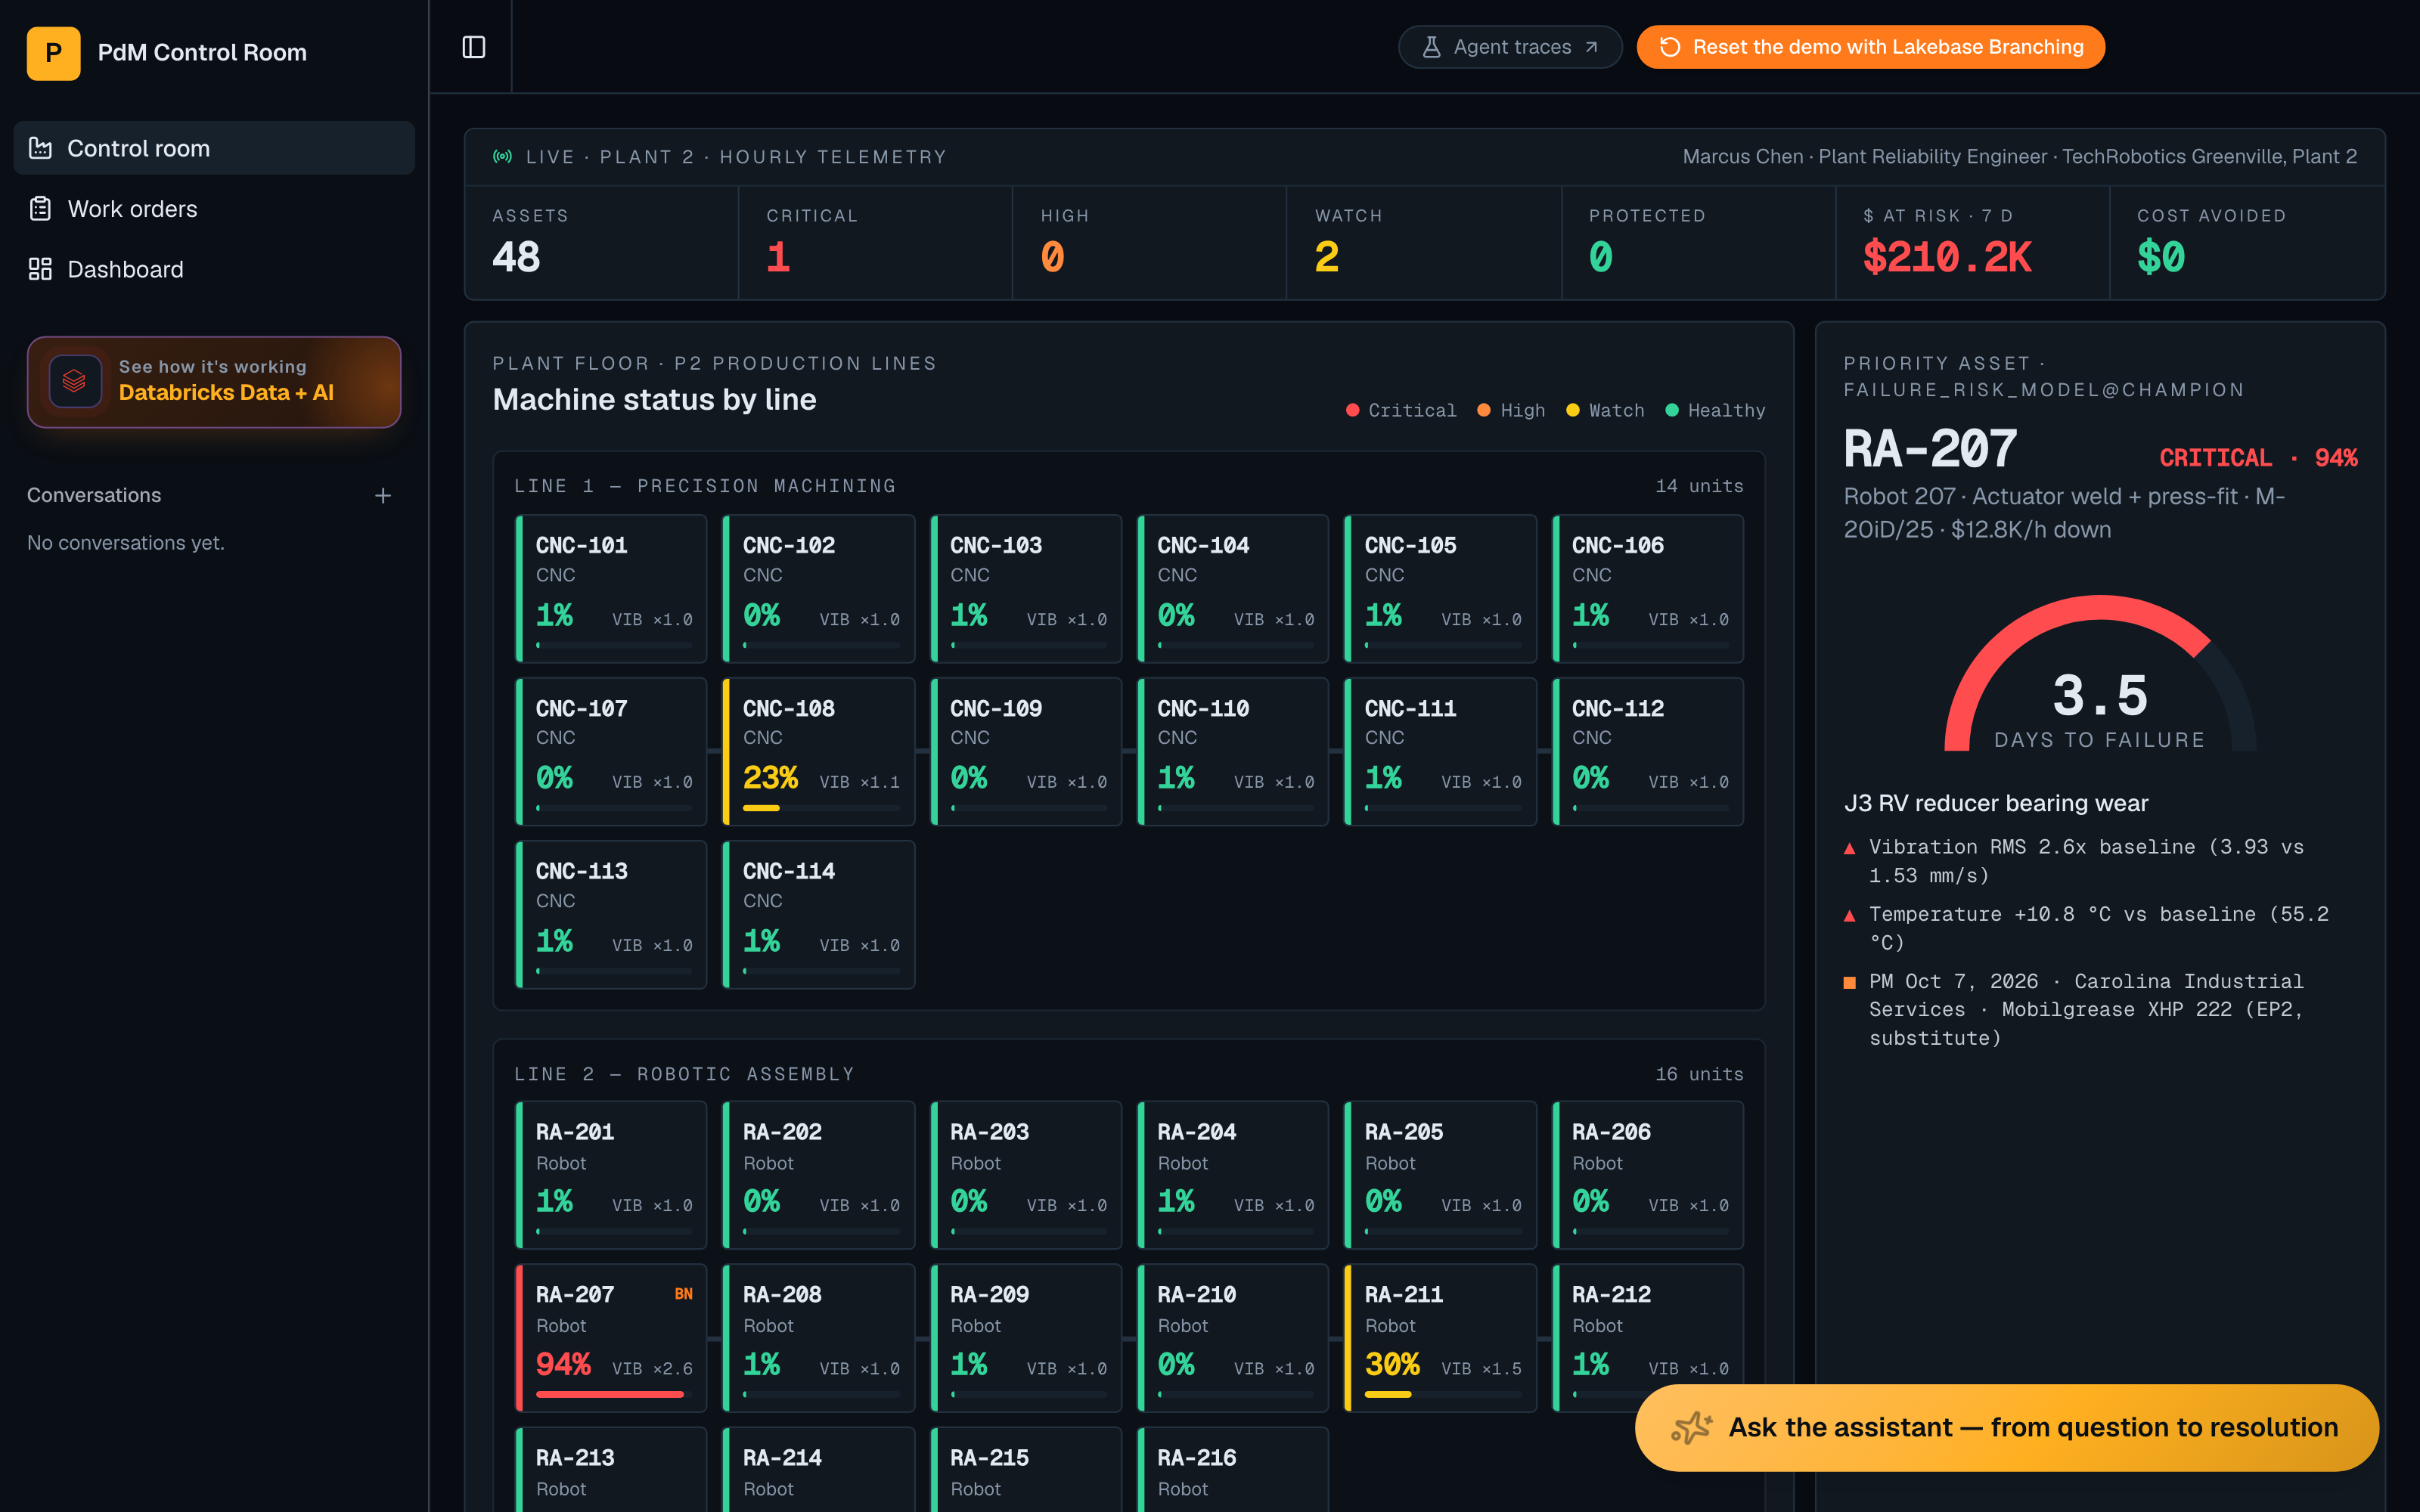 P PdM Control Room
Control room
Work orders
Dashboard
See how it's working
Databricks Data + AI
Conversations +
No conversations yet.
Agent traces
Reset the demo with Lakebase Branching
LIVE · PLANT 2 · HOURLY TELEMETRY
Marcus Chen · Plant Reliability Engineer · TechRobotics Greenville, Plant 2
ASSETS CRITICAL HIGH WATCH PROTECTED $ AT RISK · 7 D COST AVOIDED
48 1 0 2 0 $210.2K $0
PLANT FLOOR · P2 PRODUCTION LINES
Machine status by line
Critical High Watch Healthy
LINE 1 — PRECISION MACHINING 14 units
CNC-101 CNC-102 CNC-103 CNC-104 CNC-105 CNC-106
CNC CNC CNC CNC CNC CNC
1% VIB ×1.0 0% VIB ×1.0 1% VIB ×1.0 0% VIB ×1.0 1% VIB ×1.0 1% VIB ×1.0
CNC-107 CNC-108 CNC-109 CNC-110 CNC-111 CNC-112
CNC CNC CNC CNC CNC CNC
0% VIB ×1.0 23% VIB ×1.1 0% VIB ×1.0 1% VIB ×1.0 1% VIB ×1.0 0% VIB ×1.0
CNC-113 CNC-114
CNC CNC
1% VIB ×1.0 1% VIB ×1.0
LINE 2 — ROBOTIC ASSEMBLY 16 units
RA-201 RA-202 RA-203 RA-204 RA-205 RA-206
Robot Robot Robot Robot Robot Robot
1% VIB ×1.0 0% VIB ×1.0 0% VIB ×1.0 1% VIB ×1.0 0% VIB ×1.0 0% VIB ×1.0
RA-207 BN RA-208 RA-209 RA-210 RA-211 RA-212
Robot Robot Robot Robot Robot Robot
94% VIB ×2.6 1% VIB ×1.0 1% VIB ×1.0 0% VIB ×1.0 30% VIB ×1.5 1% VIB ×1.0
RA-213 RA-214 RA-215 RA-216
Robot Robot Robot Robot
PRIORITY ASSET ·
FAILURE_RISK_MODEL@CHAMPION
RA-207 CRITICAL · 94%
Robot 207 · Actuator weld + press-fit · M-
20iD/25 · $12.8K/h down
3.5
DAYS TO FAILURE
J3 RV reducer bearing wear
Vibration RMS 2.6x baseline (3.93 vs
1.53 mm/s)
Temperature +10.8 °C vs baseline (55.2
°C)
PM Oct 7, 2026 · Carolina Industrial
Services · Mobilgrease XHP 222 (EP2,
substitute)
Ask the assistant — from question to resolution